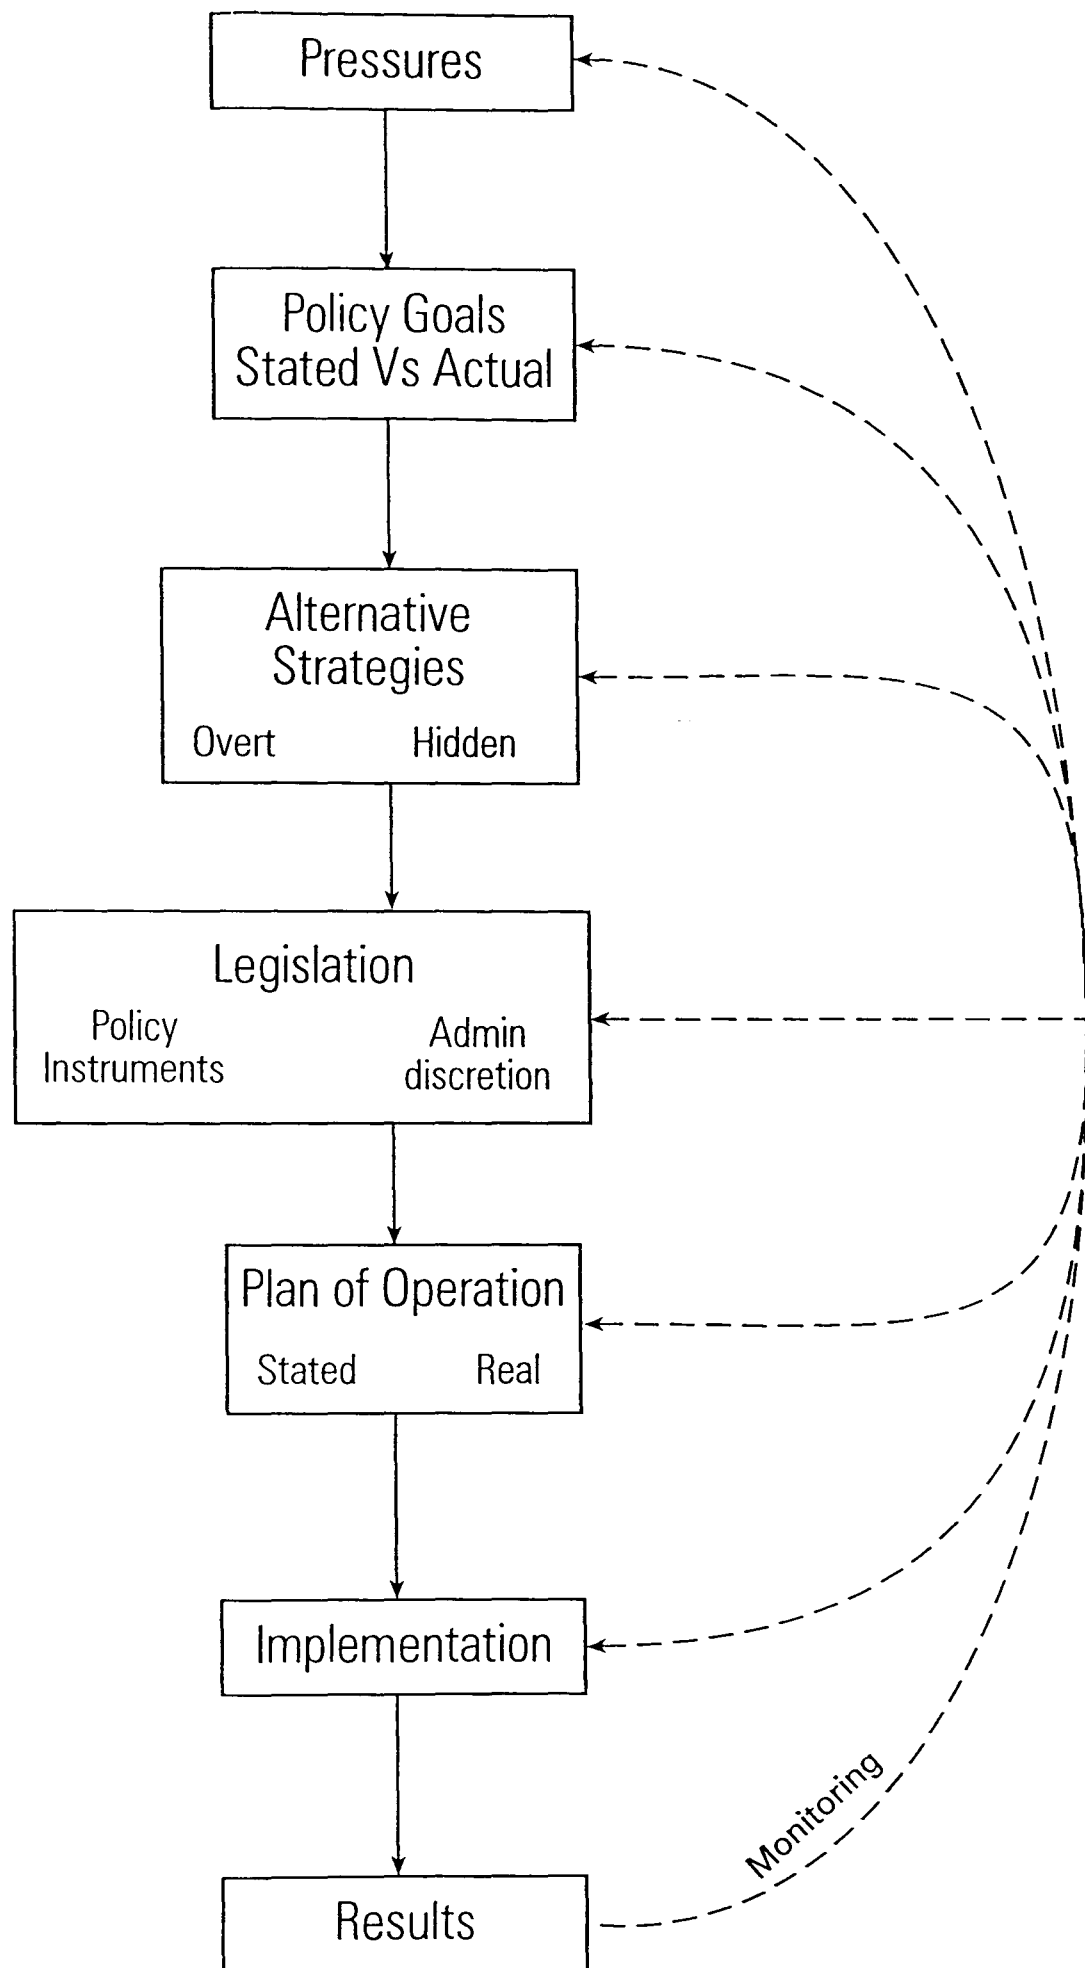 Pressures
Policy Goals
Stated Vs Actual
Alternative
Strategies
Overt Hidden
Legislation
Policy
Instruments
Admin
discretion
Plan of Operation
Stated Real
Implementation
Monitoring
Results